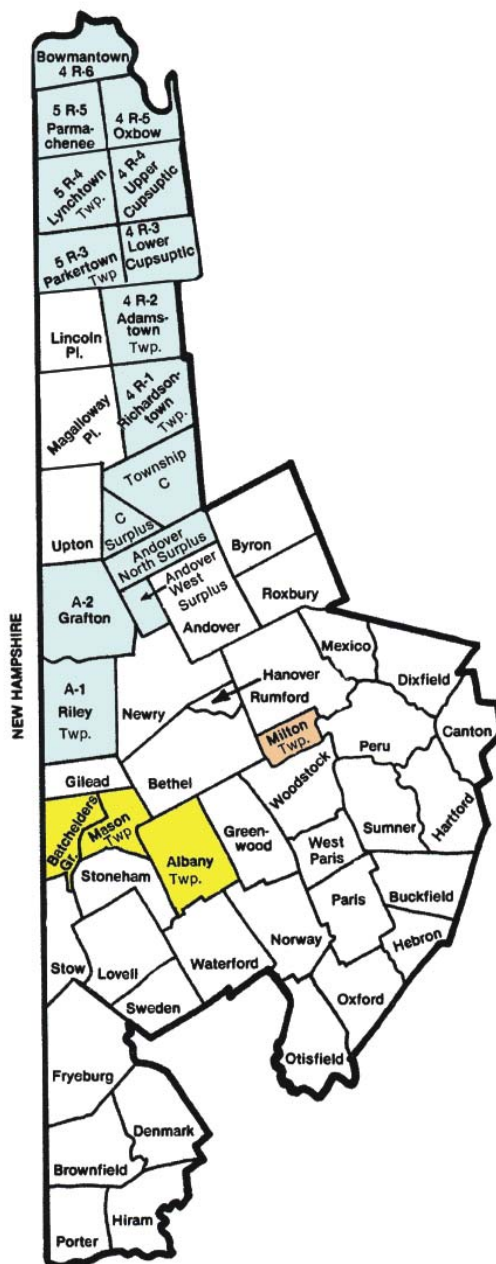 Bowmantown
4 R-6
5 R-5
Parma-
chenee
4 R-5
Oxbow
5 R-4
Lynchtown
Twp.
4 R-4
Upper
Cupsuptic
5 R-3
Parkertown
Twp
4 R-3
Lower
Cupsuptic
Lincoln
Pl.
4 R-2
Adams-
town
Twp.
Magalloway
Pl.
4 R-1
Richardson-
town
Twp.
Township
C
C
Surplus
Upton
Andover
North Surplus
Andover
West
Surplus
Byron
A-2
Grafton
Andover
Roxbury
NEW HAMPSHIRE
A-1
Riley
Twp.
Newry
Hanover
Rumford
Mexico
Dixfield
Canton
Milton
Twp.
Peru
Gilead
Bethel
Woodstock
Hartford
Batchelders
Gr.
Mason
Twp
Albany
Twp.
Green-
wood
Sumner
West
Paris
Stoneham
Paris
Buckfield
Stow
Lovell
Waterford
Norway
Hebron
Sweden
Oxford
Otisfield
Fryeburg
Denmark
Brownfield
Porter
Hiram